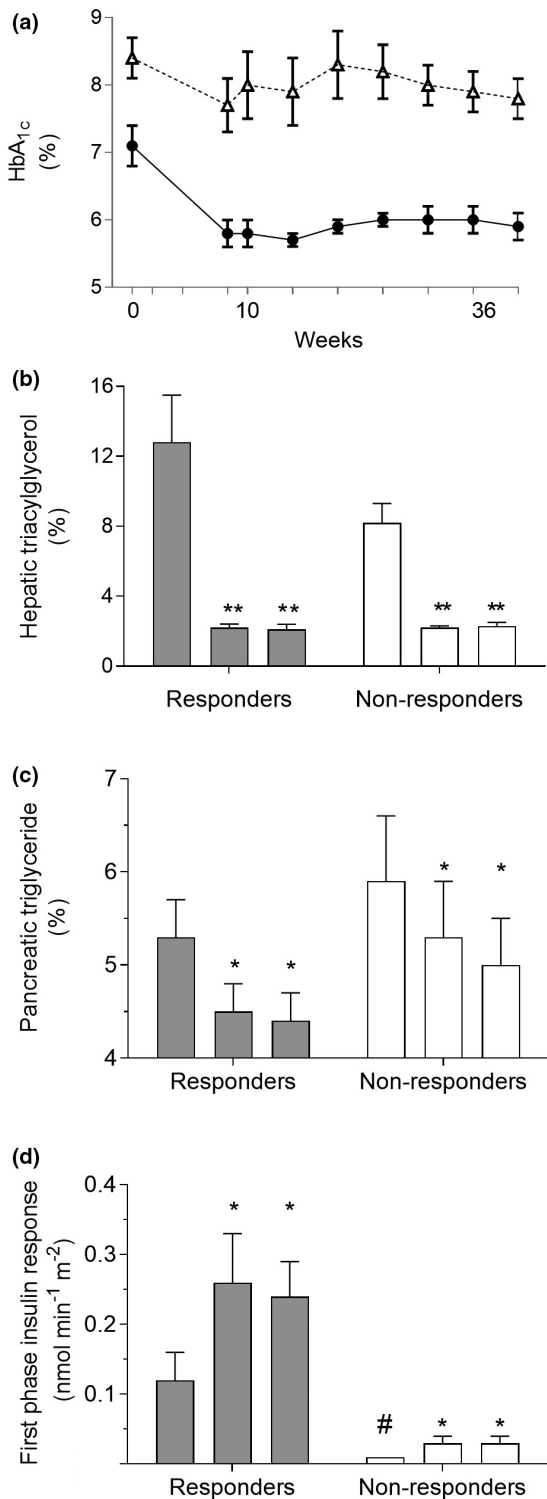 (a)
HbA1c
(%)
9
8
7
6
5
0
10
36
Weeks
(b)
Hepatic triacylglycerol
(%)
16
12
8
4
0
**
**
**
**
Responders
Non-responders
(c)
Pancreatic triglyceride
(%)
7
6
5
4
*
*
*
*
Responders
Non-responders
(d)
First phase insulin response
(nmol min⁻¹ m⁻²)
0.4
0.3
0.2
0.1
*
*
#
*
*
Responders
Non-responders